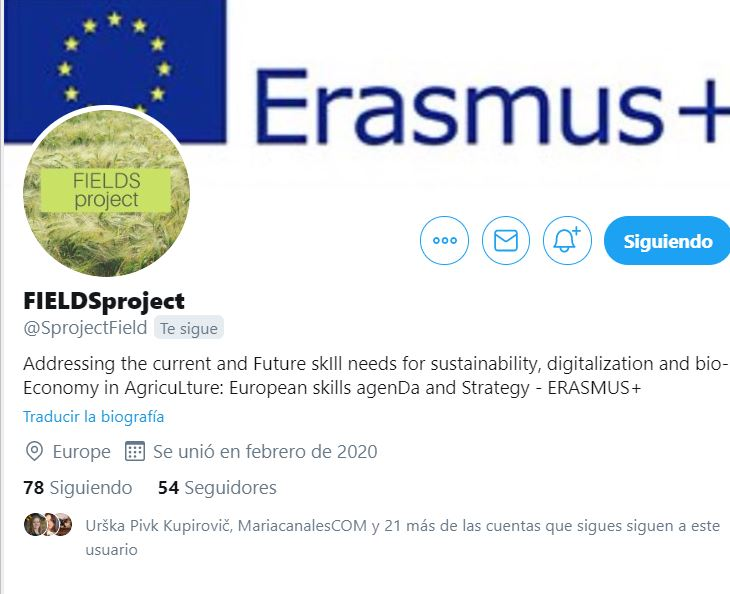 Erasmus+
FIELDS
project
Siguiendo
FIELDSproject
@SprojectField Te sigue
Addressing the current and Future skIll needs for sustainability, digitalization and bio-
Economy in AgricuLture: European skills agenDa and Strategy - ERASMUS+
Traducir la biografía
Europe Se unió en febrero de 2020
78 Siguiendo 54 Seguidores
Urška Pivk Kupirovič, MariacanalesCOM y 21 más de las cuentas que sigues siguen a este
usuario